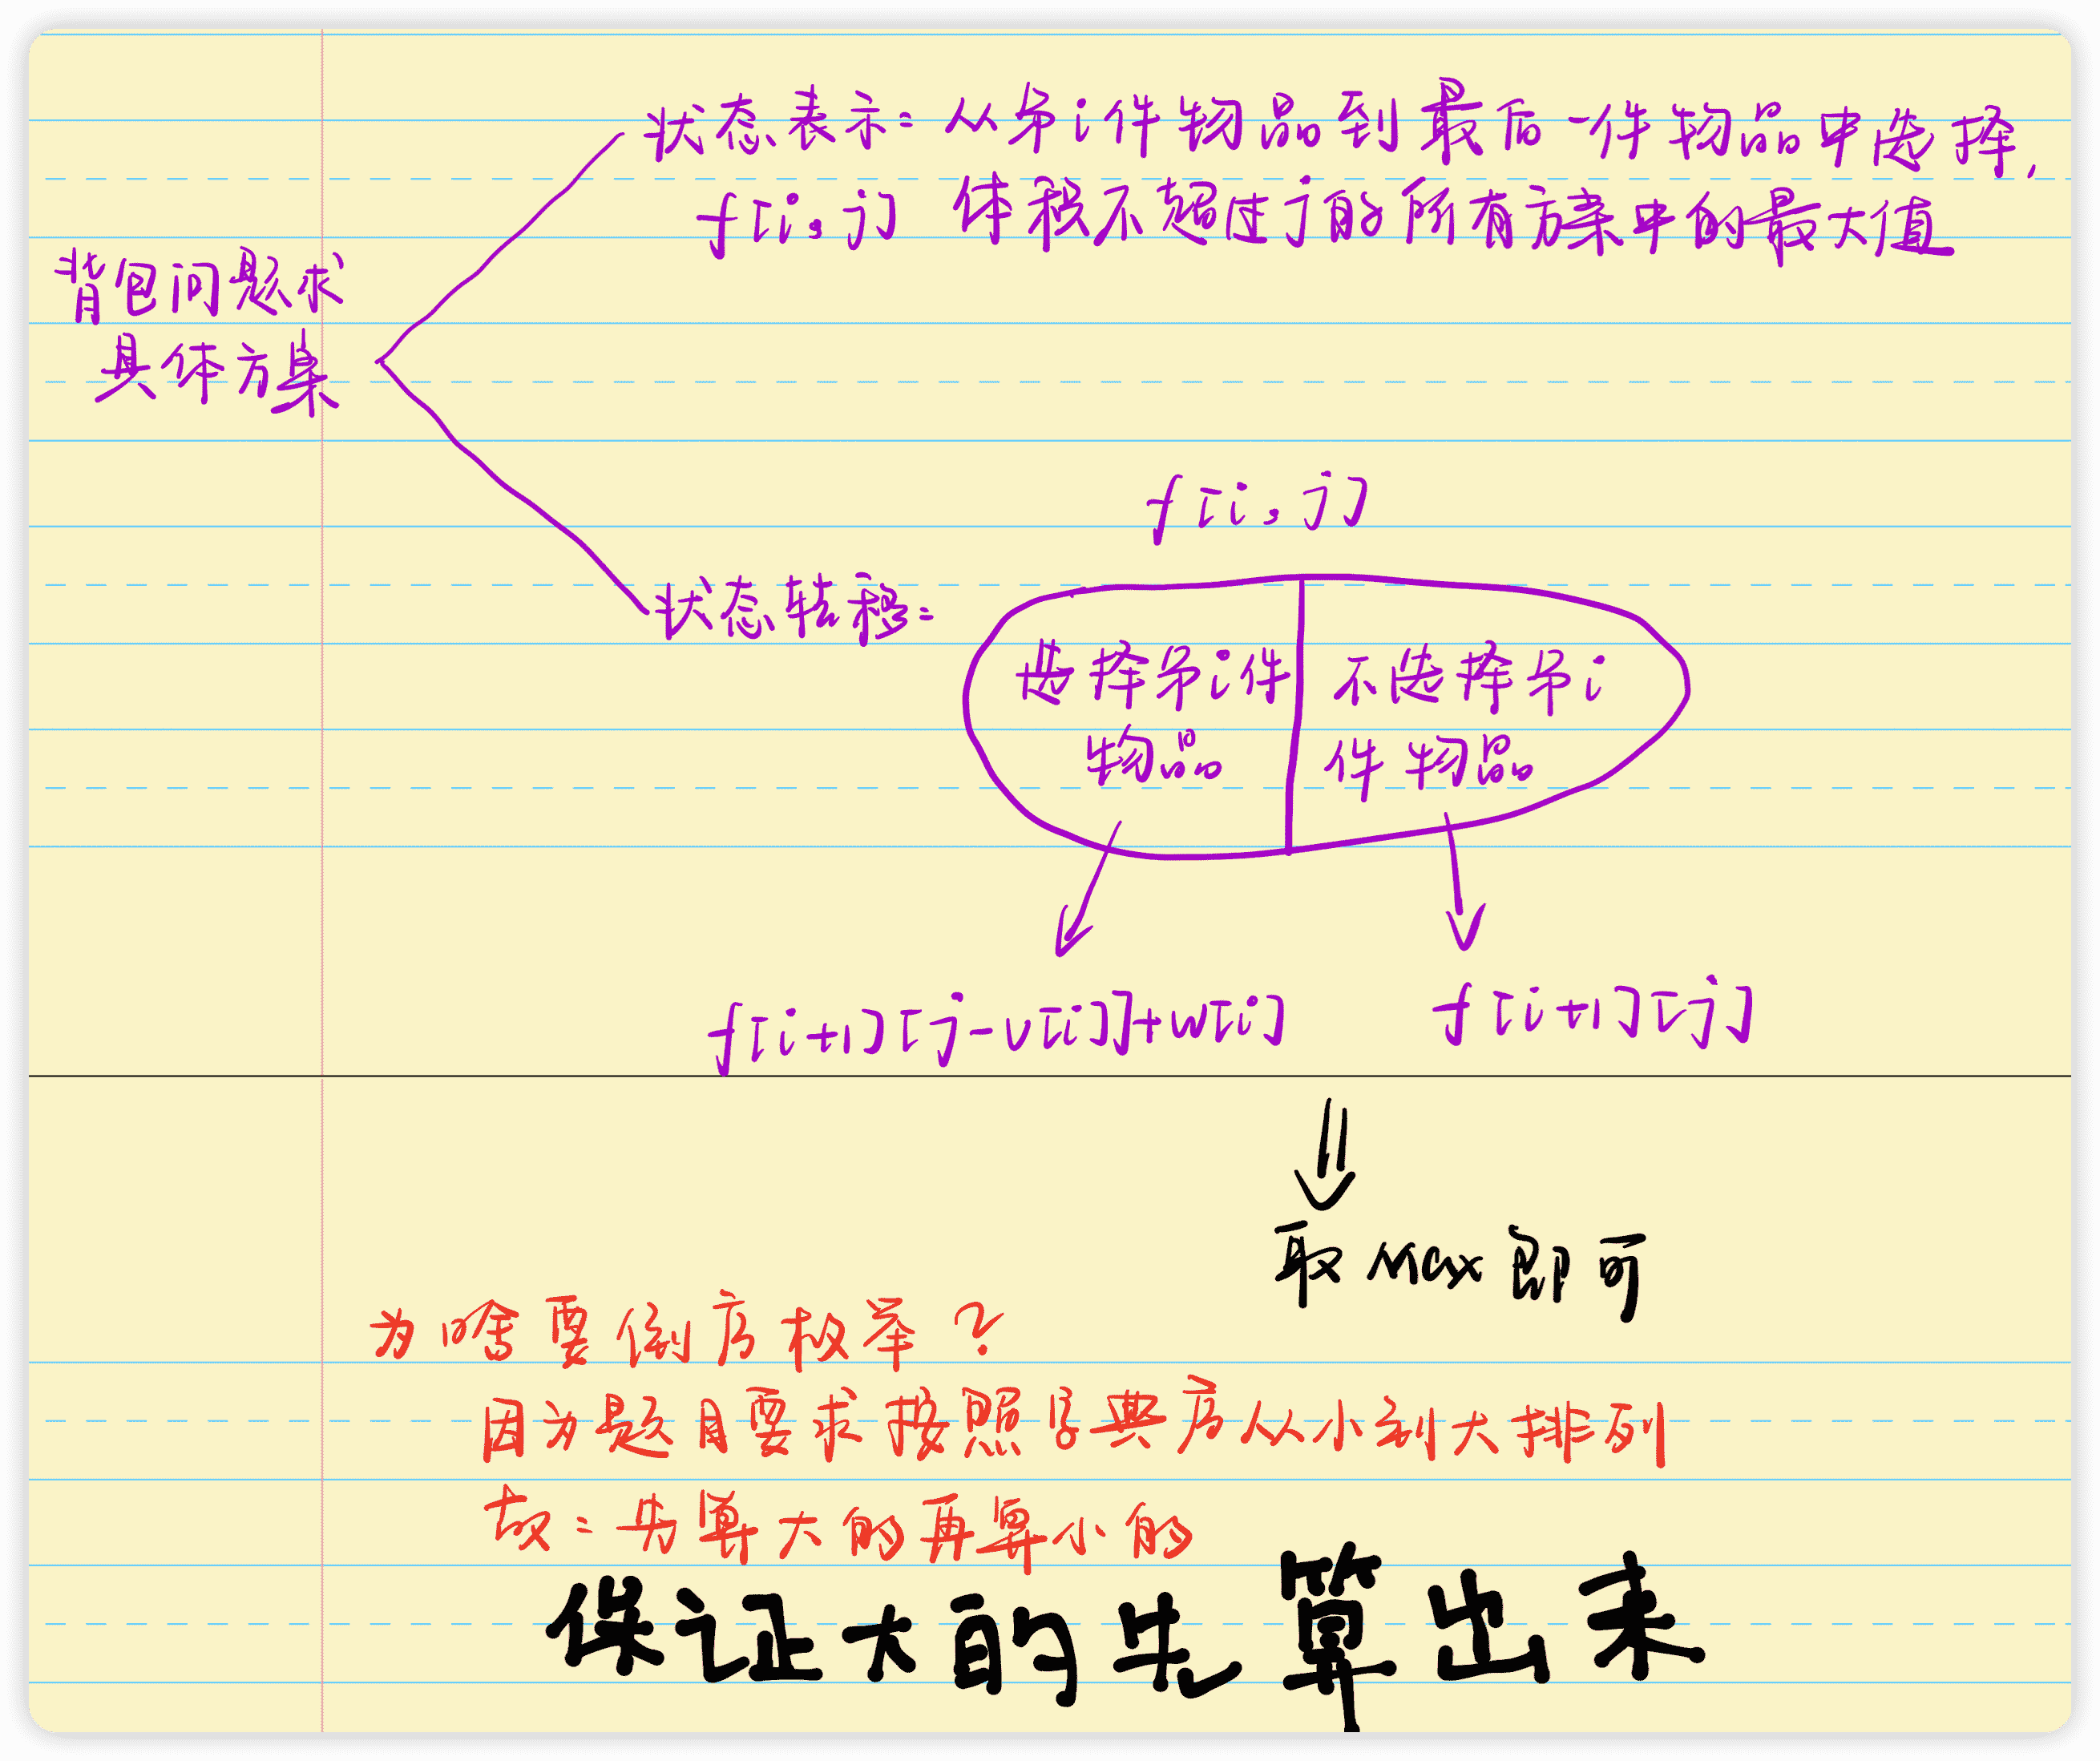 状态表示：从第i件物品到最后一件物品中选择，
f[i,j] 体积不超过j的所有方案中的最大值
背包问题求
具体方案
f[i,j]
状态转移：
选择第i件 不选择第i
物品 件物品
f[i+1][j-v[i]]+w[i] f[i+1][j]
取max即可
为啥要倒序枚举？
因为题目要求按照字典序从小到大排列
故：先算大的再算小的
保证大的先算出来